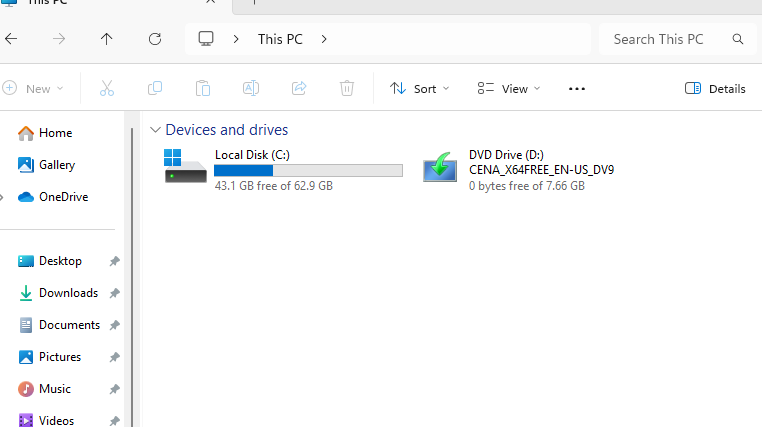 This PC
This PC
Search This PC
New
Sort
View
Details
Home
Gallery
OneDrive
Desktop
Downloads
Documents
Pictures
Music
Videos
Devices and drives
Local Disk (C:)
43.1 GB free of 62.9 GB
DVD Drive (D:)
CENA_X64FREE_EN-US_DV9
0 bytes free of 7.66 GB